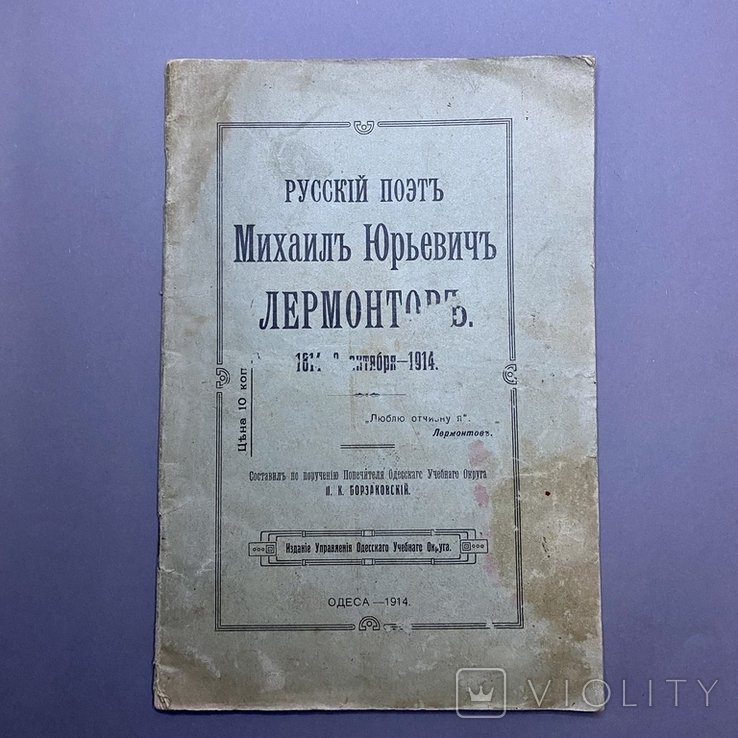 РУССКІЙ ПОЭТЪ
Михаилъ Юрьевичъ
ЛЕРМОНТОВЪ.
октября—1914.
Цѣна 10 коп.
„Люблю отчизну я“.
Лермонтовъ.
Составилъ по порученію Попечителя Одесскаго Учебнаго Округа
К. БОРЗАКОВСКІЙ.
Изданіе Управленія Одесскаго Учебнаго Округа.
ОДЕСА—1914.
VIOLITY